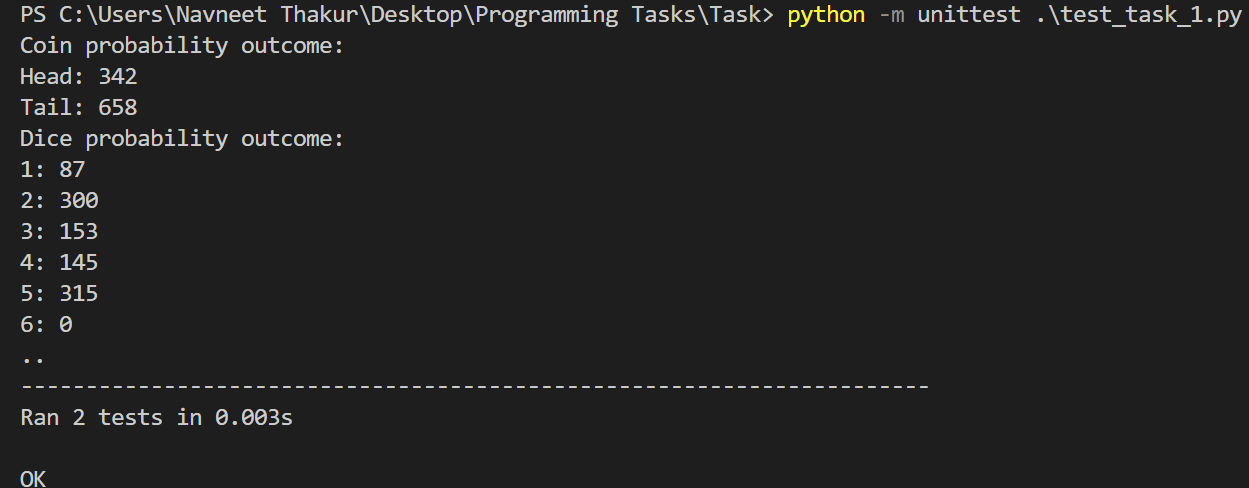 PS C:\Users\Navneet Thakur\Desktop\Programming Tasks\Task> python -m unittest .\test_task_1.py
Coin probability outcome:
Head: 342
Tail: 658
Dice probability outcome:
1: 87
2: 300
3: 153
4: 145
5: 315
6: 0
..
----------------------------------------------------------------------
Ran 2 tests in 0.003s
OK